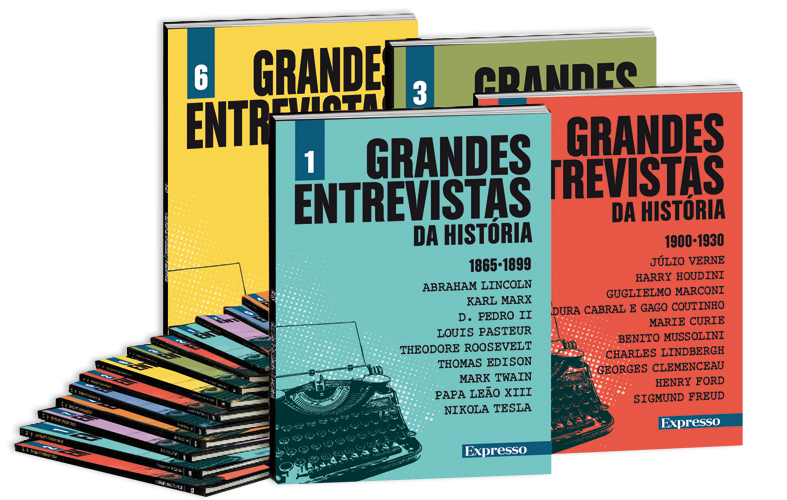 6
GRANDES
ENTREVISTAS
3
GRANDES
1
GRANDES
ENTREVISTAS
DA HISTÓRIA
1865•1899
ABRAHAM LINCOLN
KARL MARX
D. PEDRO II
LOUIS PASTEUR
THEODORE ROOSEVELT
THOMAS EDISON
MARK TWAIN
PAPA LEÃO XIII
NIKOLA TESLA
Expresso
GRANDES
TREVISTAS
DA HISTÓRIA
1900•1930
JÚLIO VERNE
HARRY HOUDINI
GUGLIELMO MARCONI
DURA CABRAL E GAGO COUTINHO
MARIE CURIE
BENITO MUSSOLINI
CHARLES LINDBERGH
GEORGES CLEMENCEAU
HENRY FORD
SIGMUND FREUD
Expresso